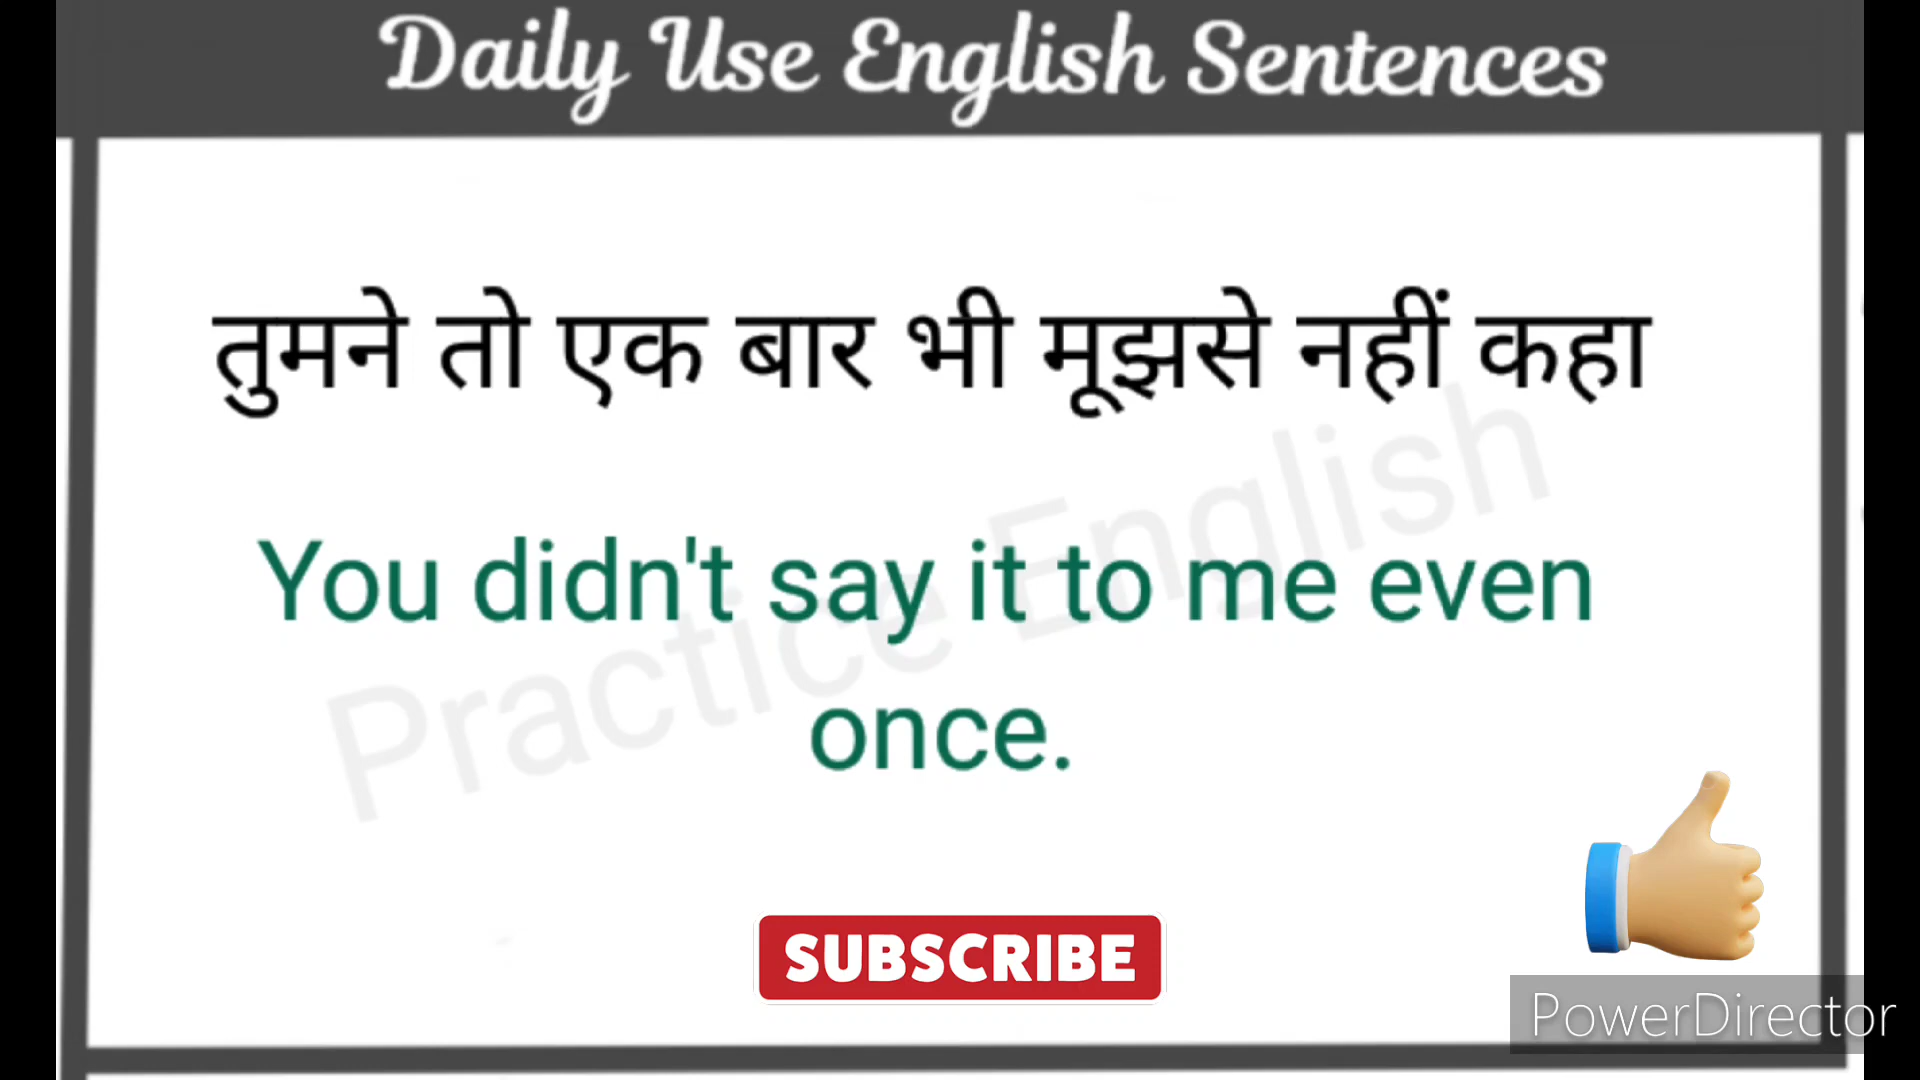 Daily Use English Sentences
तुमने तो एक बार भी मूझसे नहीं कहा
You didn't say it to me even
once.
Practice English
SUBSCRIBE
PowerDirector